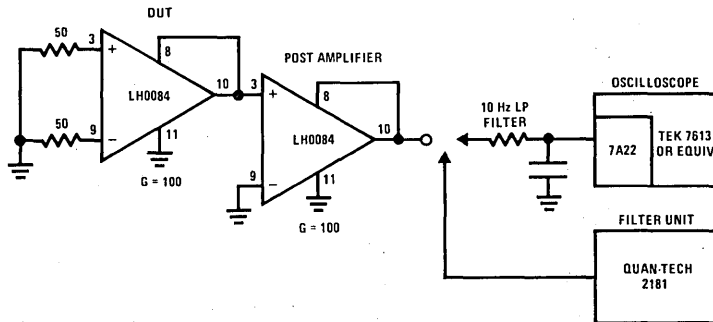 DUT
50
3
+
8
LH0084
10
50
9
−
11
G = 100
POST AMPLIFIER
3
+
8
LH0084
10
9
−
11
G = 100
10 Hz LP
FILTER
OSCILLOSCOPE
7A22
TEK 7613
OR EQUIV
FILTER UNIT
QUAN-TECH
2181